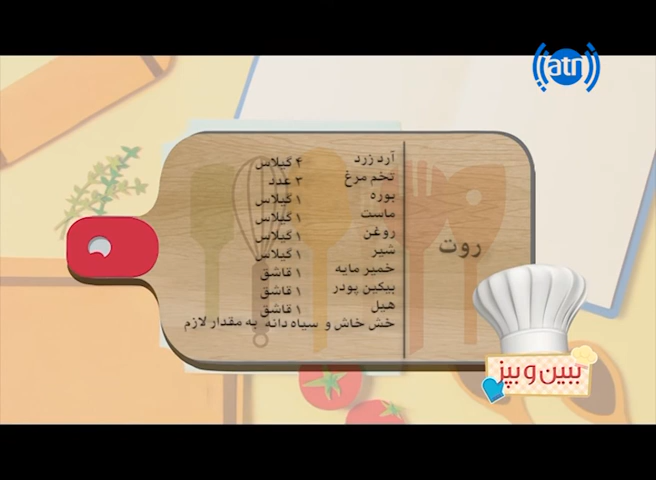 atn
روت
آرد زرد ۴ گیلاس
تخم مرغ ۳ عدد
بوره ۱ گیلاس
ماست ۱ گیلاس
روغن ۱ گیلاس
شیر ۱ گیلاس
خمیر مایه ۱ قاشق
بیکین پودر ۱ قاشق
هیل ۱ قاشق
خش خاش و سیاه دانه به مقدار لازم
ببین و بپز